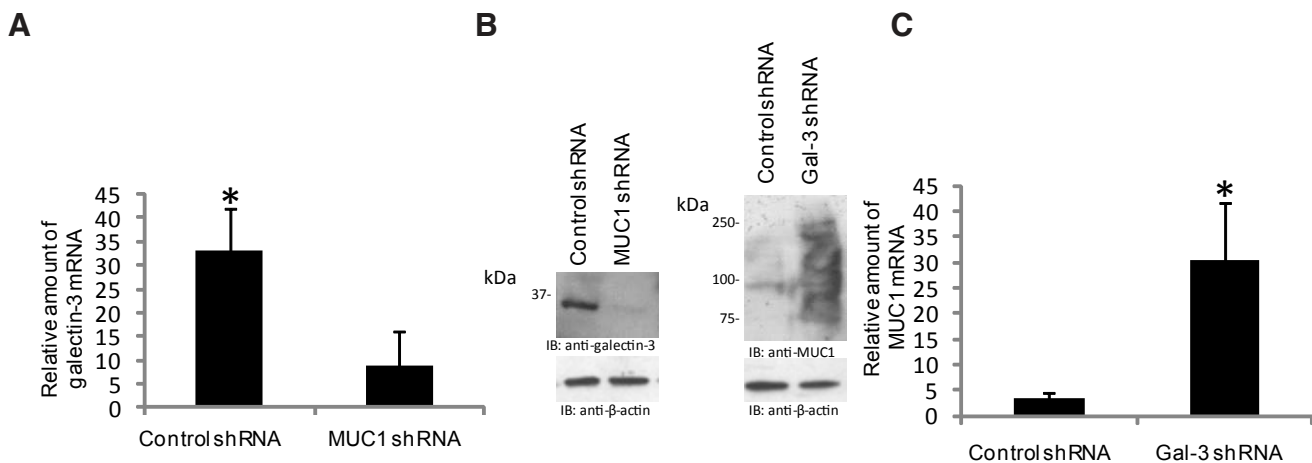 A
Relative amount of
galectin-3 mRNA
45
40
35
30
25
20
15
10
5
0
*
Control shRNA
MUC1 shRNA
B
Control shRNA
MUC1 shRNA
kDa
37-
IB: anti-galectin-3
IB: anti-β-actin
Control shRNA
Gal-3 shRNA
kDa
250-
100-
75-
IB: anti-MUC1
IB: anti-β-actin
C
Relative amount of
MUC1 mRNA
45
40
35
30
25
20
15
10
5
0
*
Control shRNA
Gal-3 shRNA